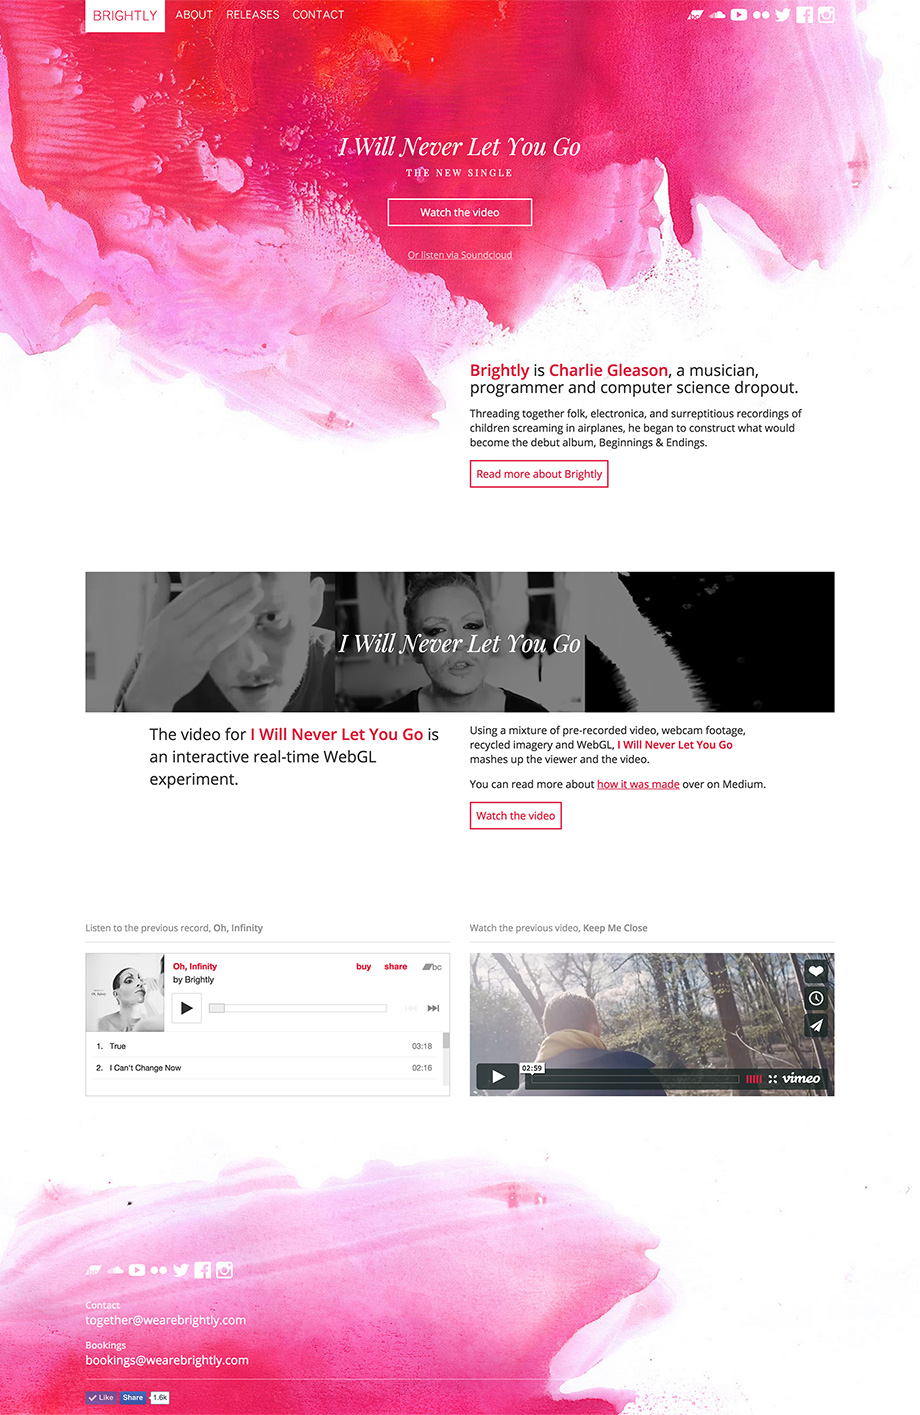 BRIGHTLY ABOUT RELEASES CONTACT
I Will Never Let You Go
THE NEW SINGLE
Watch the video
Or listen via Soundcloud
Brightly is Charlie Gleason, a musician,
programmer and computer science dropout.
Threading together folk, electronica, and surreptitious recordings of
children screaming in airplanes, he began to construct what would
become the debut album, Beginnings & Endings.
Read more about Brightly
I Will Never Let You Go
The video for I Will Never Let You Go is
an interactive real-time WebGL
experiment.
Using a mixture of pre-recorded video, webcam footage,
recycled imagery and WebGL, I Will Never Let You Go
mashes up the viewer and the video.
You can read more about how it was made over on Medium.
Watch the video
Listen to the previous record, Oh, Infinity
Oh, Infinity buy share bc
by Brightly
1. True 03:18
2. I Can't Change Now 02:16
Watch the previous video, Keep Me Close
02:59
vimeo
Contact
together@wearebrightly.com
Bookings
bookings@wearebrightly.com
Like Share 1.6k